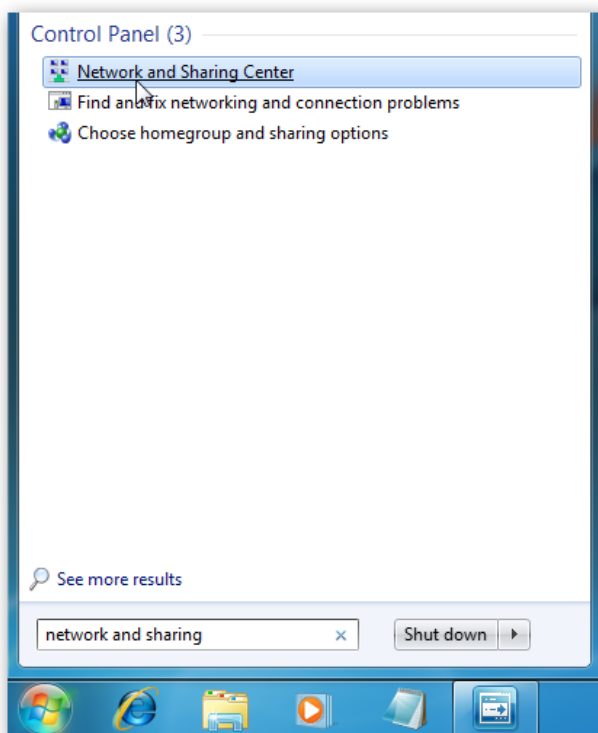 Control Panel (3)
Network and Sharing Center
Find and fix networking and connection problems
Choose homegroup and sharing options
See more results
network and sharing
Shut down